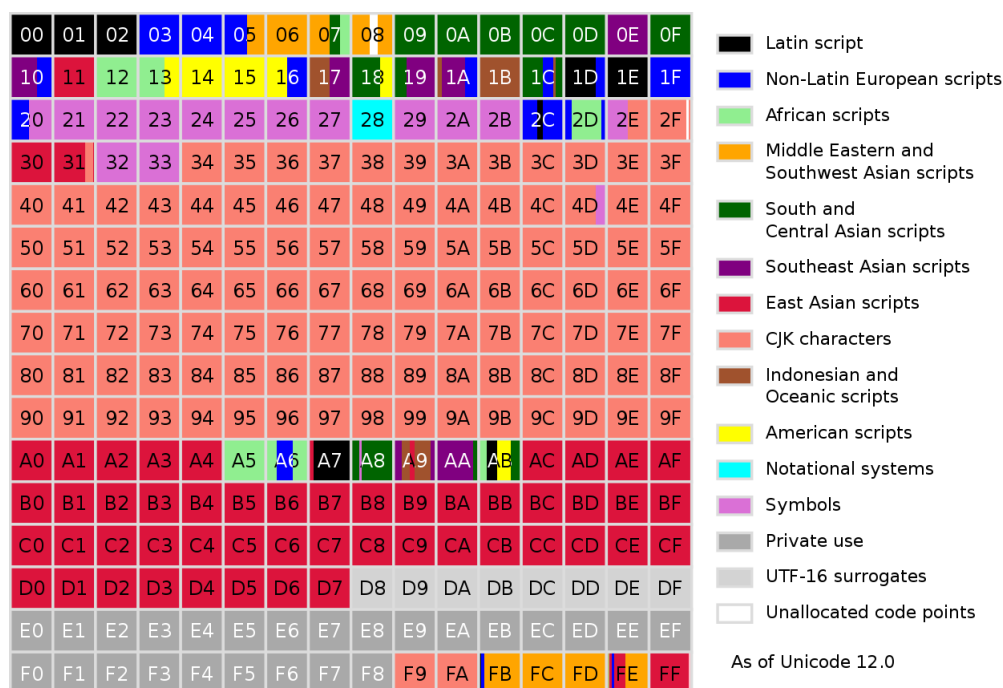 00 01 02 03 04 05 06 07 08 09 0A 0B 0C 0D 0E 0F
10 11 12 13 14 15 16 17 18 19 1A 1B 1C 1D 1E 1F
20 21 22 23 24 25 26 27 28 29 2A 2B 2C 2D 2E 2F
30 31 32 33 34 35 36 37 38 39 3A 3B 3C 3D 3E 3F
40 41 42 43 44 45 46 47 48 49 4A 4B 4C 4D 4E 4F
50 51 52 53 54 55 56 57 58 59 5A 5B 5C 5D 5E 5F
60 61 62 63 64 65 66 67 68 69 6A 6B 6C 6D 6E 6F
70 71 72 73 74 75 76 77 78 79 7A 7B 7C 7D 7E 7F
80 81 82 83 84 85 86 87 88 89 8A 8B 8C 8D 8E 8F
90 91 92 93 94 95 96 97 98 99 9A 9B 9C 9D 9E 9F
A0 A1 A2 A3 A4 A5 A6 A7 A8 A9 AA AB AC AD AE AF
B0 B1 B2 B3 B4 B5 B6 B7 B8 B9 BA BB BC BD BE BF
C0 C1 C2 C3 C4 C5 C6 C7 C8 C9 CA CB CC CD CE CF
D0 D1 D2 D3 D4 D5 D6 D7 D8 D9 DA DB DC DD DE DF
E0 E1 E2 E3 E4 E5 E6 E7 E8 E9 EA EB EC ED EE EF
F0 F1 F2 F3 F4 F5 F6 F7 F8 F9 FA FB FC FD FE FF
Latin script
Non-Latin European scripts
African scripts
Middle Eastern and
Southwest Asian scripts
South and
Central Asian scripts
Southeast Asian scripts
East Asian scripts
CJK characters
Indonesian and
Oceanic scripts
American scripts
Notational systems
Symbols
Private use
UTF-16 surrogates
Unallocated code points
As of Unicode 12.0